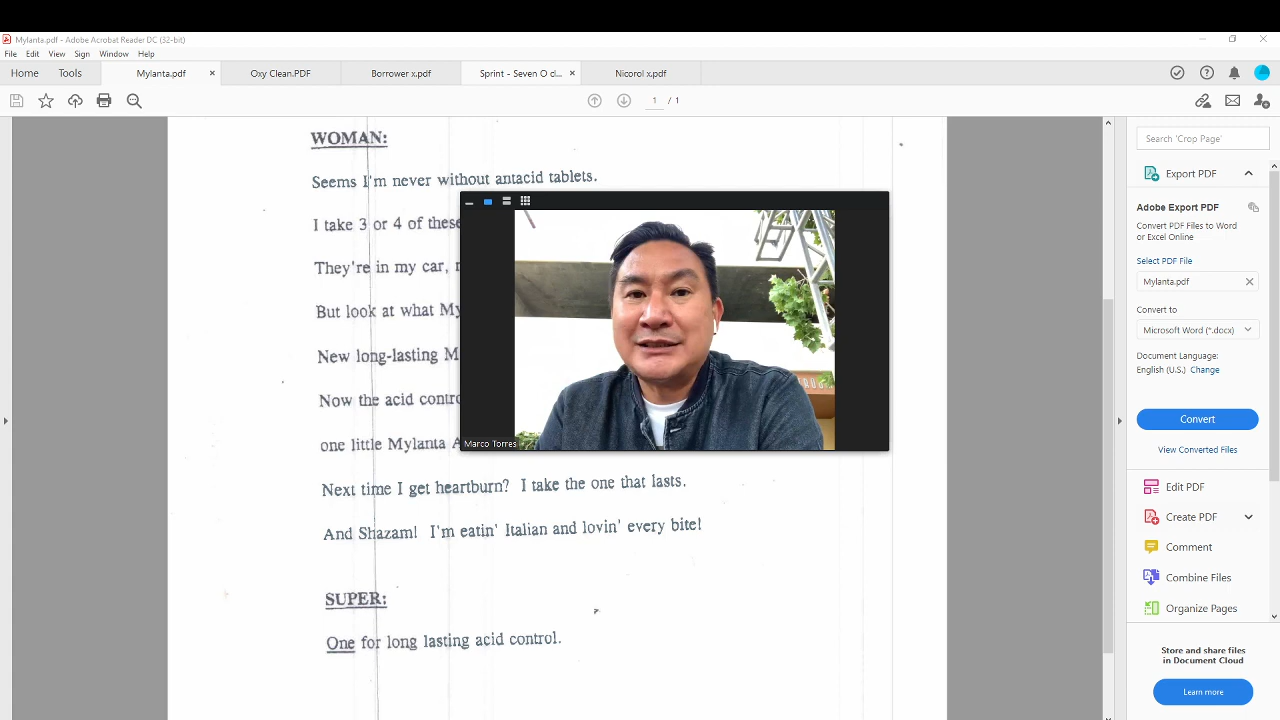 Mylanta.pdf - Adobe Acrobat Reader DC (32-bit)
File Edit View Sign Window Help
Home Tools Mylanta.pdf Oxy Clean.PDF Borrower x.pdf Sprint - Seven O cl... Nicorol x.pdf
1 / 1
WOMAN:
Seems I'm never without antacid tablets.
I take 3 or 4 of these
They're in my car,
But look at what My
New long-lasting M
Now the acid contro
one little Mylanta A
Next time I get heartburn? I take the one that lasts.
And Shazam! I'm eatin' Italian and lovin' every bite!
SUPER:
One for long lasting acid control.
Marco Torres
Search 'Crop Page'
Export PDF
Adobe Export PDF
Convert PDF Files to Word
or Excel Online
Select PDF File
Mylanta.pdf
Convert to
Microsoft Word (*.docx)
Document Language:
English (U.S.) Change
Convert
View Converted Files
Edit PDF
Create PDF
Comment
Combine Files
Organize Pages
Store and share files
in Document Cloud
Learn more